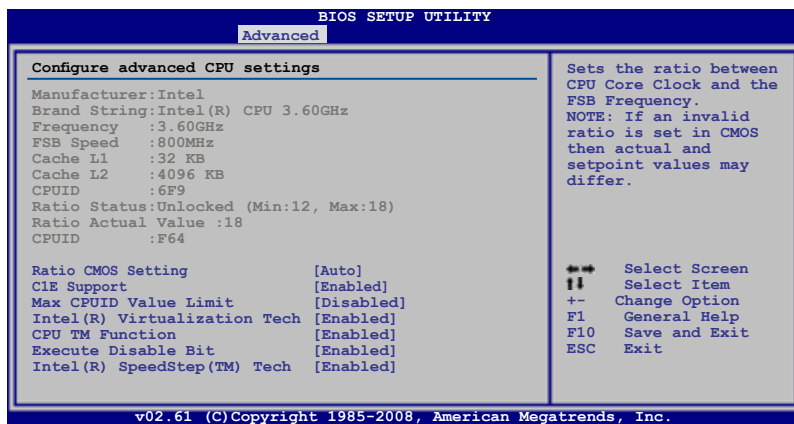 BIOS SETUP UTILITY
Advanced
Configure advanced CPU settings
Manufacturer:Intel
Brand String:Intel(R) CPU 3.60GHz
Frequency :3.60GHz
FSB Speed :800MHz
Cache L1 :32 KB
Cache L2 :4096 KB
CPUID :6F9
Ratio Status:Unlocked (Min:12, Max:18)
Ratio Actual Value :18
CPUID :F64
Ratio CMOS Setting [Auto]
C1E Support [Enabled]
Max CPUID Value Limit [Disabled]
Intel(R) Virtualization Tech [Enabled]
CPU TM Function [Enabled]
Execute Disable Bit [Enabled]
Intel(R) SpeedStep(TM) Tech [Enabled]
Sets the ratio between
CPU Core Clock and the
FSB Frequency.
NOTE: If an invalid
ratio is set in CMOS
then actual and
setpoint values may
differ.
←→ Select Screen
↑↓ Select Item
+- Change Option
F1 General Help
F10 Save and Exit
ESC Exit
v02.61 (C)Copyright 1985-2008, American Megatrends, Inc.